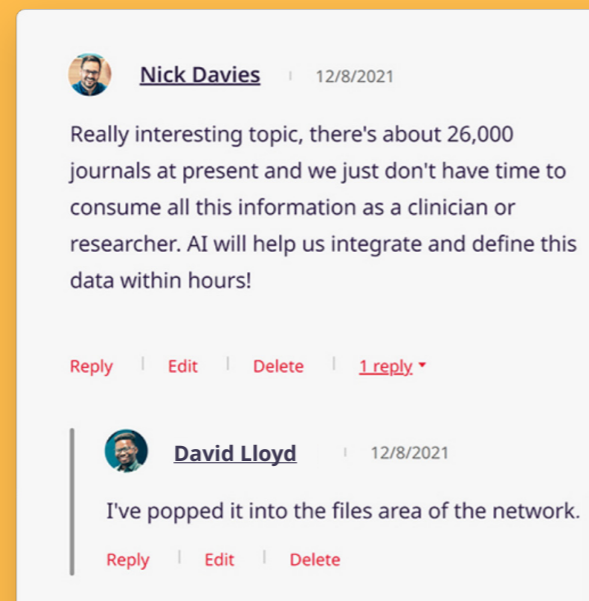 Nick Davies 12/8/2021
Really interesting topic, there's about 26,000
journals at present and we just don't have time to
consume all this information as a clinician or
researcher. AI will help us integrate and define this
data within hours!
Reply Edit Delete 1 reply
David Lloyd 12/8/2021
I've popped it into the files area of the network.
Reply Edit Delete